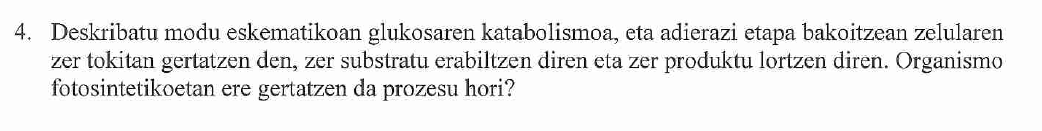 4. Deskribatu modu eskematikoan glukosaren katabolismoa, eta adierazi etapa bakoitzean zelularen
zer tokitan gertatzen den, zer substratu erabiltzen diren eta zer produktu lortzen diren. Organismo
fotosintetikoetan ere gertatzen da prozesu hori?